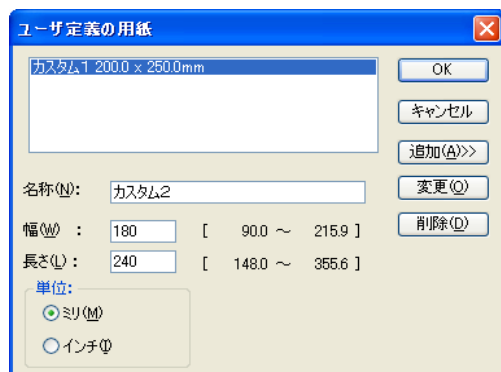 ユーザ定義の用紙
カスタム1 200.0 x 250.0mm
OK
キャンセル
追加(A)>>
名称(N): カスタム2
変更(O)
幅(W) : 180 [ 90.0 ～ 215.9 ]
削除(D)
長さ(L) : 240 [ 148.0 ～ 355.6 ]
単位:
ミリ(M)
インチ(I)